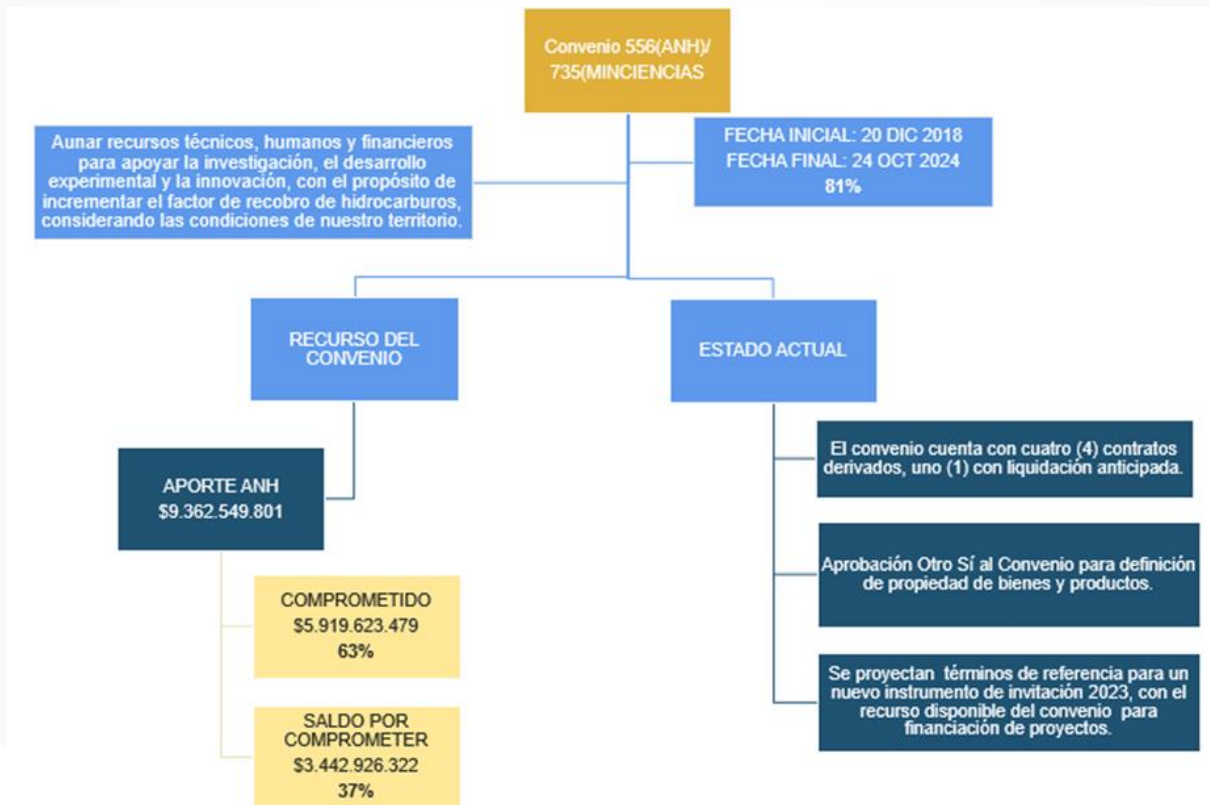 Convenio 556(ANH)/
735(MINCIENCIAS
Aunar recursos técnicos, humanos y financieros
para apoyar la investigación, el desarrollo
experimental y la innovación, con el propósito de
incrementar el factor de recobro de hidrocarburos,
considerando las condiciones de nuestro territorio.
FECHA INICIAL: 20 DIC 2018
FECHA FINAL: 24 OCT 2024
81%
RECURSO DEL
CONVENIO
ESTADO ACTUAL
APORTE ANH
$9.362.549.801
COMPROMETIDO
$5.919.623.479
63%
SALDO POR
COMPROMETER
$3.442.926.322
37%
El convenio cuenta con cuatro (4) contratos
derivados, uno (1) con liquidación anticipada.
Aprobación Otro Sí al Convenio para definición
de propiedad de bienes y productos.
Se proyectan términos de referencia para un
nuevo instrumento de invitación 2023, con el
recurso disponible del convenio para
financiación de proyectos.